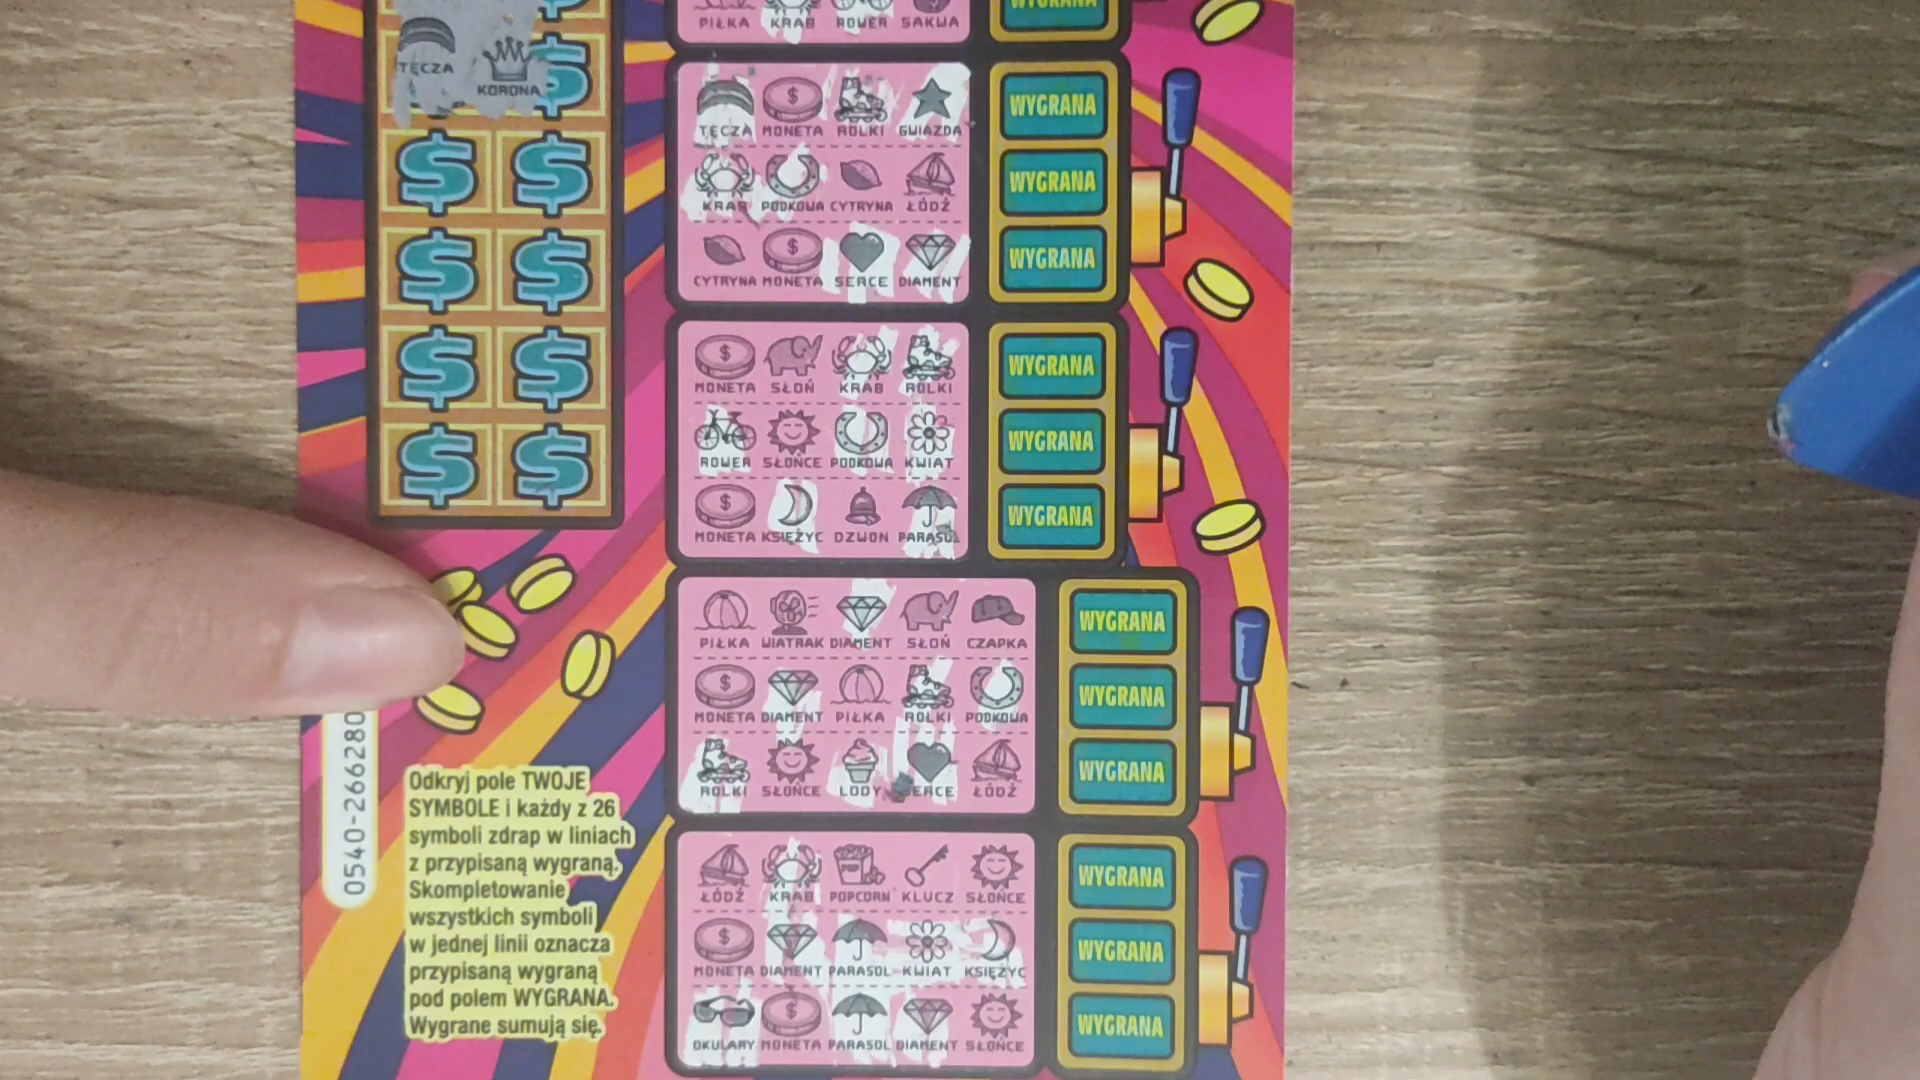 PIŁKA KRAB ROWER SAKWA
WYGRANA
TĘCZA
KORONA
TĘCZA MONETA ROLKI GWIAZDA
WYGRANA
KRAB PODKOWA CYTRYNA ŁÓDŹ
WYGRANA
CYTRYNA MONETA SERCE DIAMENT
WYGRANA
MONETA SŁOŃ KRAB ROLKI
WYGRANA
ROWER SŁOŃCE PODKOWA KWIAT
WYGRANA
MONETA KSIĘŻYC DZWON PARASOL
WYGRANA
PIŁKA WIATRAK DIAMENT SŁOŃ CZAPKA
WYGRANA
MONETA DIAMENT PIŁKA ROLKI PODKOWA
WYGRANA
ROLKI SŁOŃCE LODY SERCE ŁÓDŹ
WYGRANA
ŁÓDŹ KRAB POPCORN KLUCZ SŁOŃCE
WYGRANA
MONETA DIAMENT PARASOL KWIAT KSIĘŻYC
WYGRANA
OKULARY MONETA PARASOL DIAMENT SŁOŃCE
WYGRANA
0540-266280
Odkryj pole TWOJE
SYMBOLE i każdy z 26
symboli zdrap w liniach
z przypisaną wygraną.
Skompletowanie
wszystkich symboli
w jednej linii oznacza
przypisaną wygraną
pod polem WYGRANA.
Wygrane sumują się.